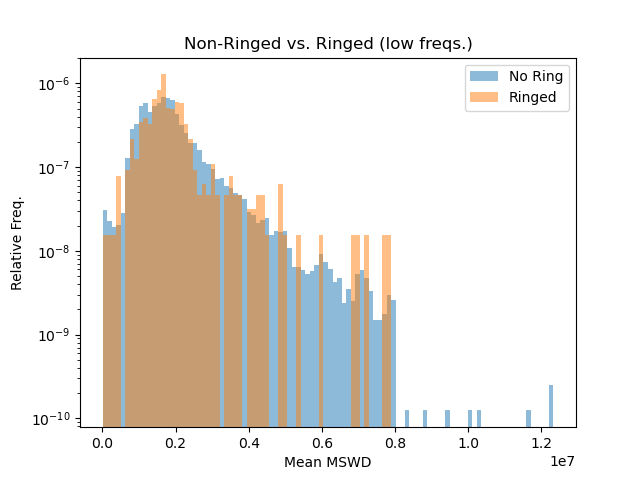 Non-Ringed vs. Ringed (low freqs.)
No Ring
Ringed
Relative Freq.
10⁻⁶
10⁻⁷
10⁻⁸
10⁻⁹
10⁻¹⁰
0.0 0.2 0.4 0.6 0.8 1.0 1.2
1e7
Mean MSWD